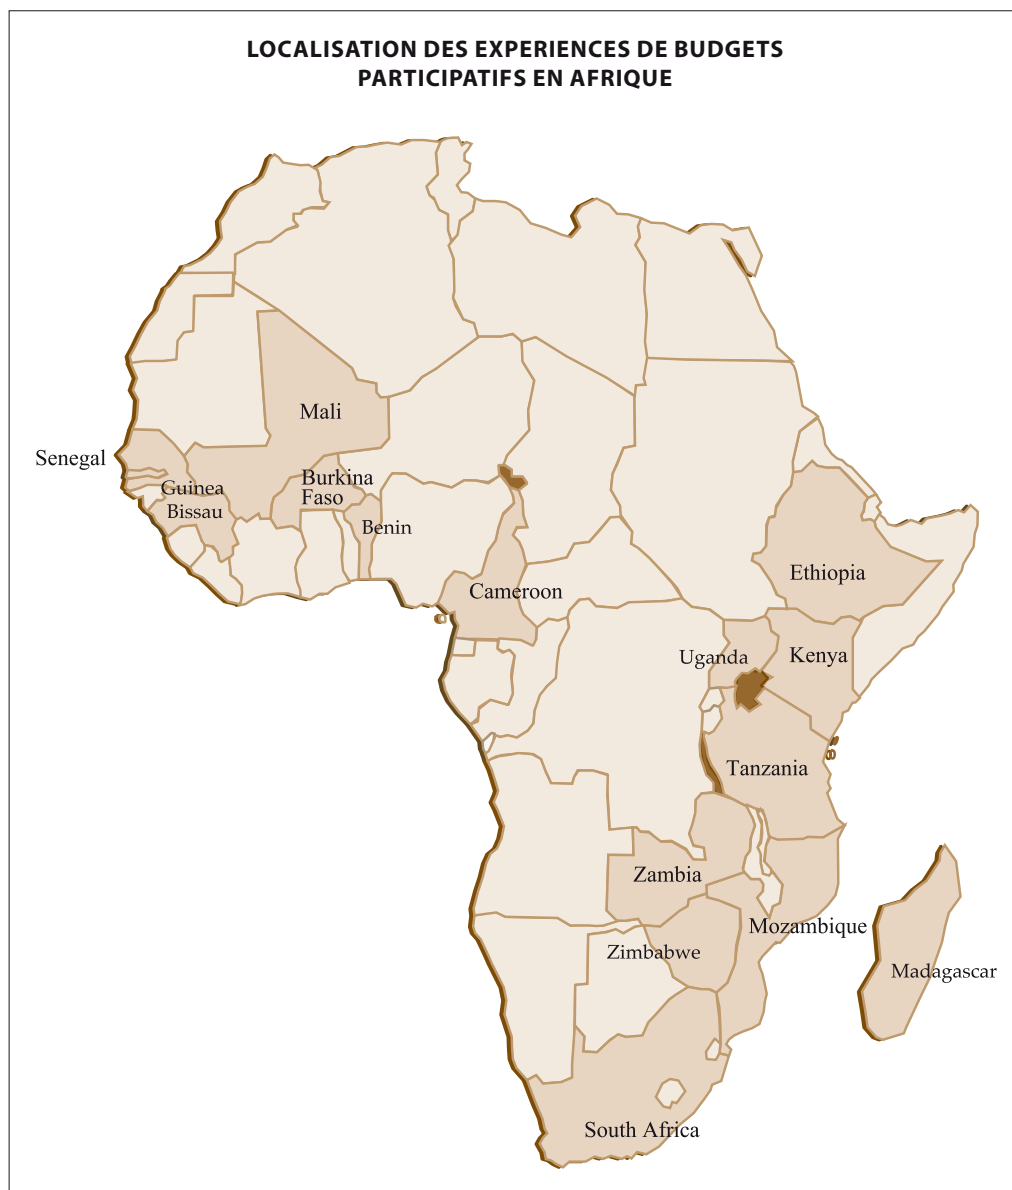 LOCALISATION DES EXPERIENCES DE BUDGETS
PARTICIPATIFS EN AFRIQUE
Mali
Senegal
Burkina
Faso
Guinea
Bissau
Benin
Ethiopia
Cameroon
Uganda
Kenya
Tanzania
Zambia
Mozambique
Zimbabwe
Madagascar
South Africa